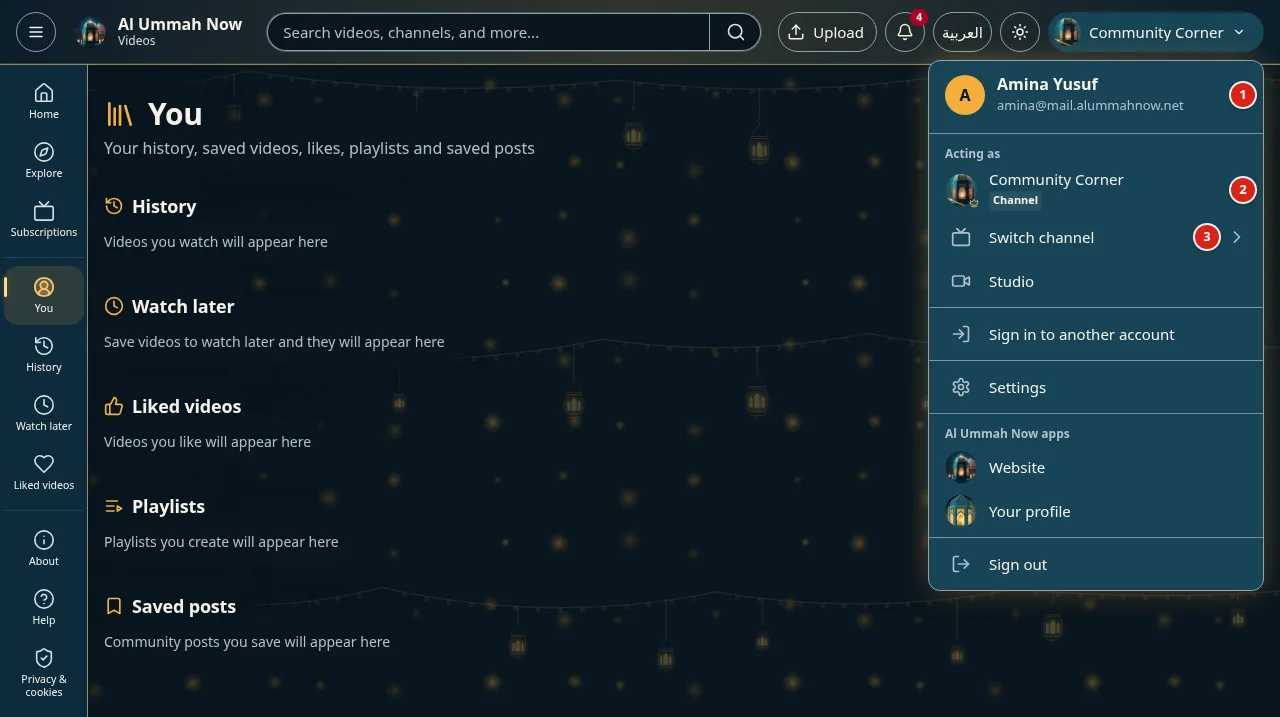 Al Ummah Now
Videos
Search videos, channels, and more...
Upload
4
العربية
Community Corner
Home
Explore
Subscriptions
You
History
Watch later
Liked videos
About
Help
Privacy &
cookies
You
Your history, saved videos, likes, playlists and saved posts
History
Videos you watch will appear here
Watch later
Save videos to watch later and they will appear here
Liked videos
Videos you like will appear here
Playlists
Playlists you create will appear here
Saved posts
Community posts you save will appear here
A
Amina Yusuf
amina@mail.alummahnow.net
1
Acting as
Community Corner
Channel
2
Switch channel
3
Studio
Sign in to another account
Settings
Al Ummah Now apps
Website
Your profile
Sign out